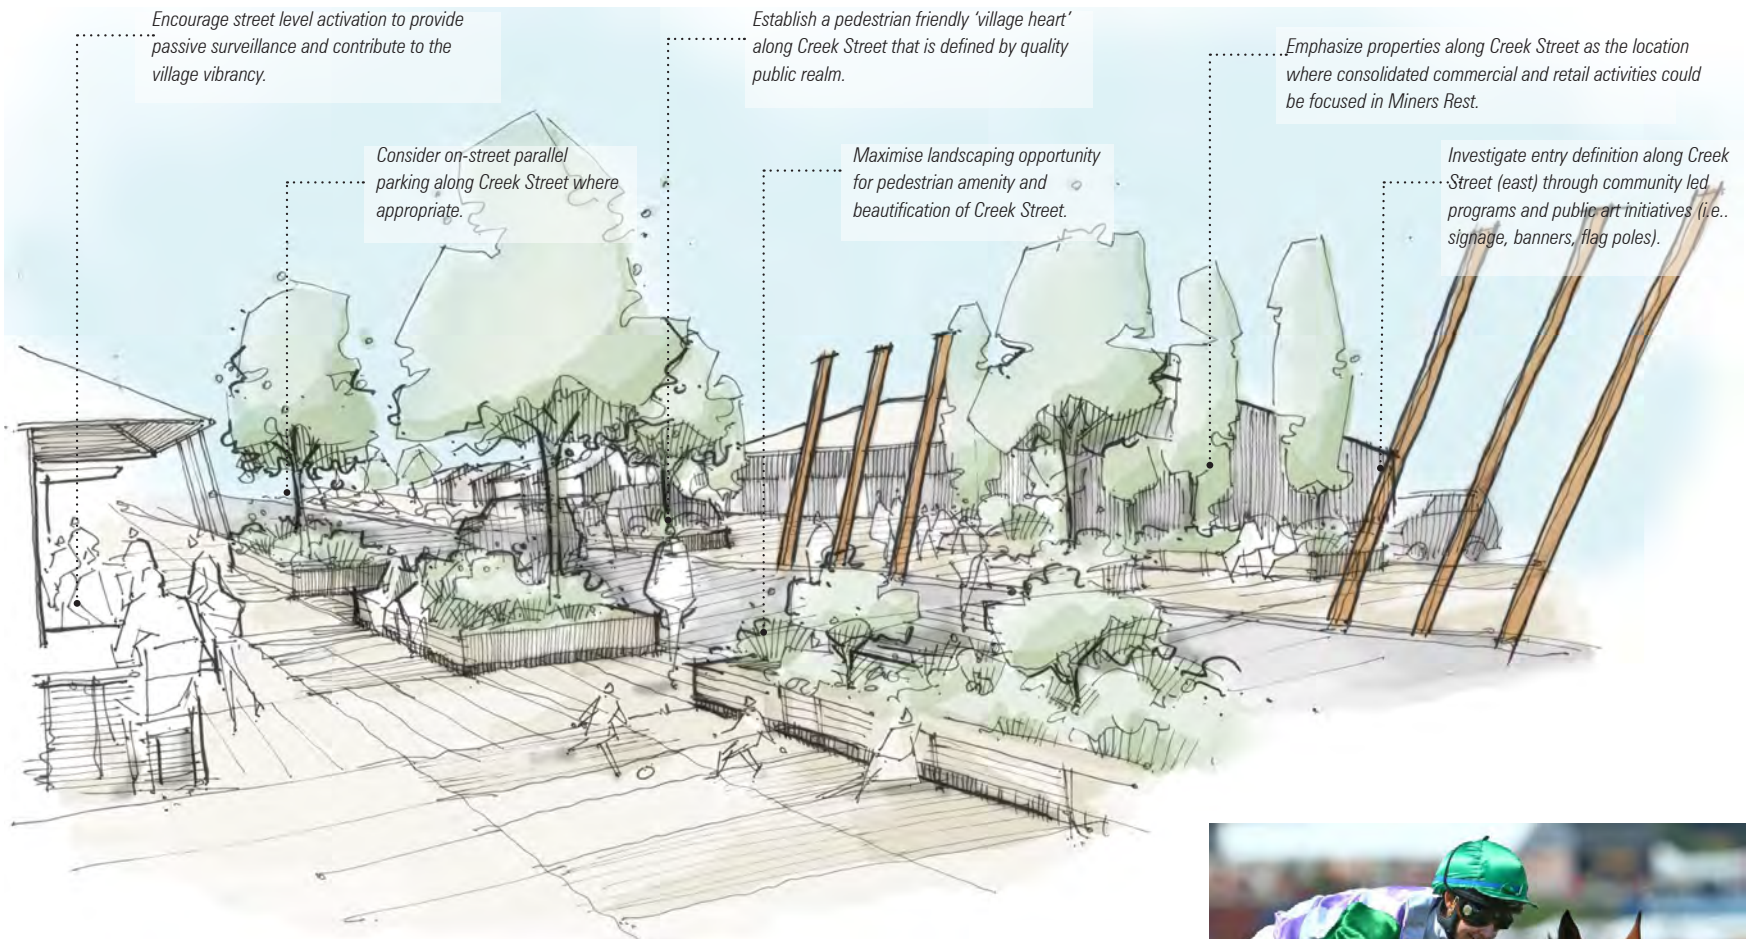 Encourage street level activation to provide
passive surveillance and contribute to the
village vibrancy.
Establish a pedestrian friendly ‘village heart’
along Creek Street that is defined by quality
public realm.
Emphasize properties along Creek Street as the location
where consolidated commercial and retail activities could
be focused in Miners Rest.
Consider on-street parallel
parking along Creek Street where
appropriate.
Maximise landscaping opportunity
for pedestrian amenity and
beautification of Creek Street.
Investigate entry definition along Creek
Street (east) through community led
programs and public art initiatives (i.e..
signage, banners, flag poles).